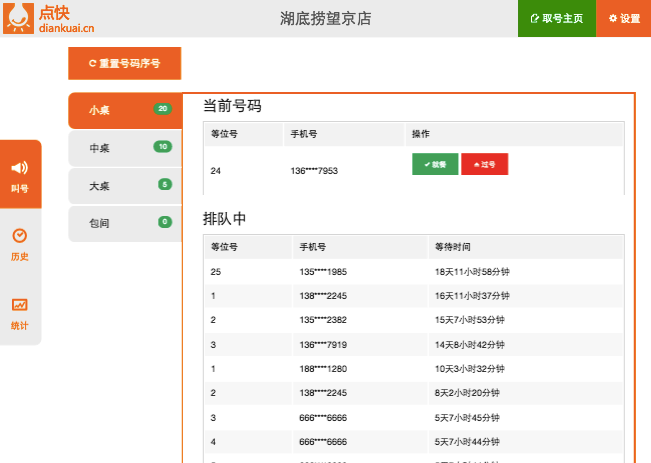 点快
diankuai.cn
湖底捞望京店
取号主页
设置
重置号码序号
小桌 20
中桌 10
大桌 5
包间 0
叫号
历史
统计
当前号码
等位号 手机号 操作
24 136****7953 就餐 过号
排队中
等位号 手机号 等待时间
25 135****1985 18天11小时58分钟
1 138****2245 16天11小时37分钟
2 135****2382 15天7小时53分钟
3 136****7919 14天8小时42分钟
1 188****1280 10天3小时32分钟
2 138****2245 8天2小时20分钟
3 666****6666 5天7小时45分钟
4 666****6666 5天7小时44分钟